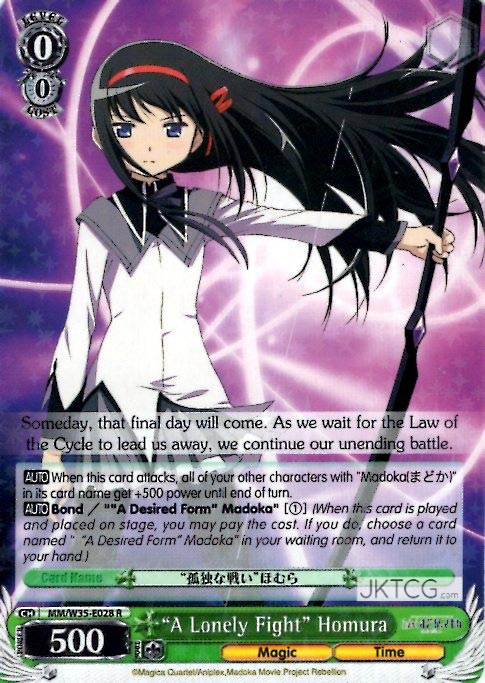 LEVEL
0
0
COST
Someday, that final day will come. As we wait for the Law of
the Cycle to lead us away, we continue our unending battle.
AUTO When this card attacks, all of your other characters with "Madoka(まどか)"
in its card name get +500 power until end of turn.
AUTO Bond ／ ""A Desired Form" Madoka" [①] (When this card is
played and placed on stage, you may pay the cost. If you do, choose a card
named " "A Desired Form" Madoka" in your waiting room, and return it to
your hand.)
Card Name
"孤独な戦い"ほむら
JKTCG.com
MM/W35-E028 R
POWER
500
SOUL
"A Lonely Fight" Homura
Magic
Time
©Magica Quartet/Aniplex,Madoka Movie Project Rebellion